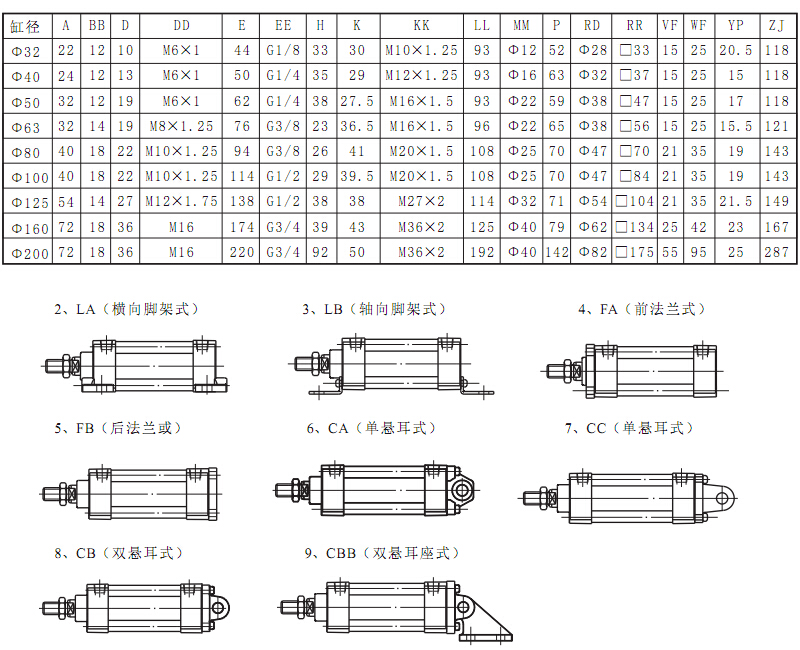 缸径 A BB D DD E EE H K KK LL MM P RD RR VF WF YP ZJ
Φ32 22 12 10 M6×1 44 G1/8 33 30 M10×1.25 93 Φ12 52 Φ28 □33 15 25 20.5 118
Φ40 24 12 13 M6×1 50 G1/4 35 29 M12×1.25 93 Φ16 63 Φ32 □37 15 25 15 118
Φ50 32 12 19 M6×1 62 G1/4 38 27.5 M16×1.5 93 Φ22 59 Φ38 □47 15 25 17 118
Φ63 32 14 19 M8×1.25 76 G3/8 23 36.5 M16×1.5 96 Φ22 65 Φ38 □56 15 25 15.5 121
Φ80 40 18 22 M10×1.25 94 G3/8 26 41 M20×1.5 108 Φ25 70 Φ47 □70 21 35 19 143
Φ100 40 18 22 M10×1.25 114 G1/2 29 39.5 M20×1.5 108 Φ25 70 Φ47 □84 21 35 19 143
Φ125 54 14 27 M12×1.75 138 G1/2 38 38 M27×2 114 Φ32 71 Φ54 □104 21 35 21.5 149
Φ160 72 18 36 M16 174 G3/4 39 43 M36×2 125 Φ40 79 Φ62 □134 25 42 23 167
Φ200 72 18 36 M16 220 G3/4 92 50 M36×2 192 Φ40 142 Φ82 □175 55 95 25 287
2、LA（横向脚架式） 3、LB（轴向脚架式） 4、FA（前法兰式）
5、FB（后法兰或） 6、CA（单悬耳式） 7、CC（单悬耳式）
8、CB（双悬耳式） 9、CBB（双悬耳座式）